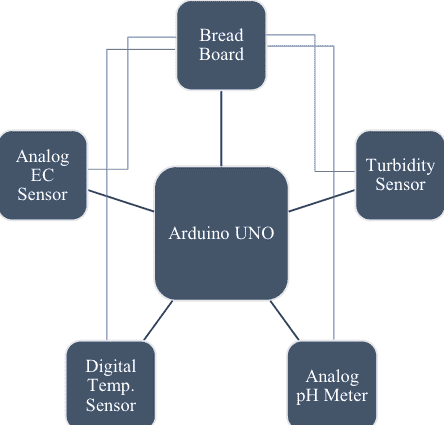 Bread
Board
Analog
EC
Sensor
Turbidity
Sensor
Arduino UNO
Digital
Temp.
Sensor
Analog
pH Meter